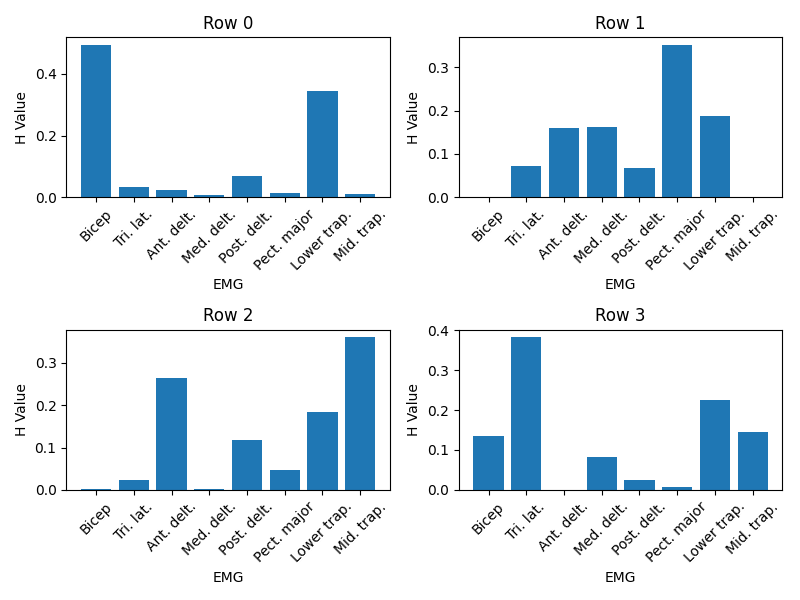 Row 0
H Value
0.4
0.2
0.0
Bicep
Tri. lat.
Ant. delt.
Med. delt.
Post. delt.
Pect. major
Lower trap.
Mid. trap.
EMG
Row 1
H Value
0.3
0.2
0.1
0.0
Bicep
Tri. lat.
Ant. delt.
Med. delt.
Post. delt.
Pect. major
Lower trap.
Mid. trap.
EMG
Row 2
H Value
0.3
0.2
0.1
0.0
Bicep
Tri. lat.
Ant. delt.
Med. delt.
Post. delt.
Pect. major
Lower trap.
Mid. trap.
EMG
Row 3
H Value
0.4
0.3
0.2
0.1
0.0
Bicep
Tri. lat.
Ant. delt.
Med. delt.
Post. delt.
Pect. major
Lower trap.
Mid. trap.
EMG